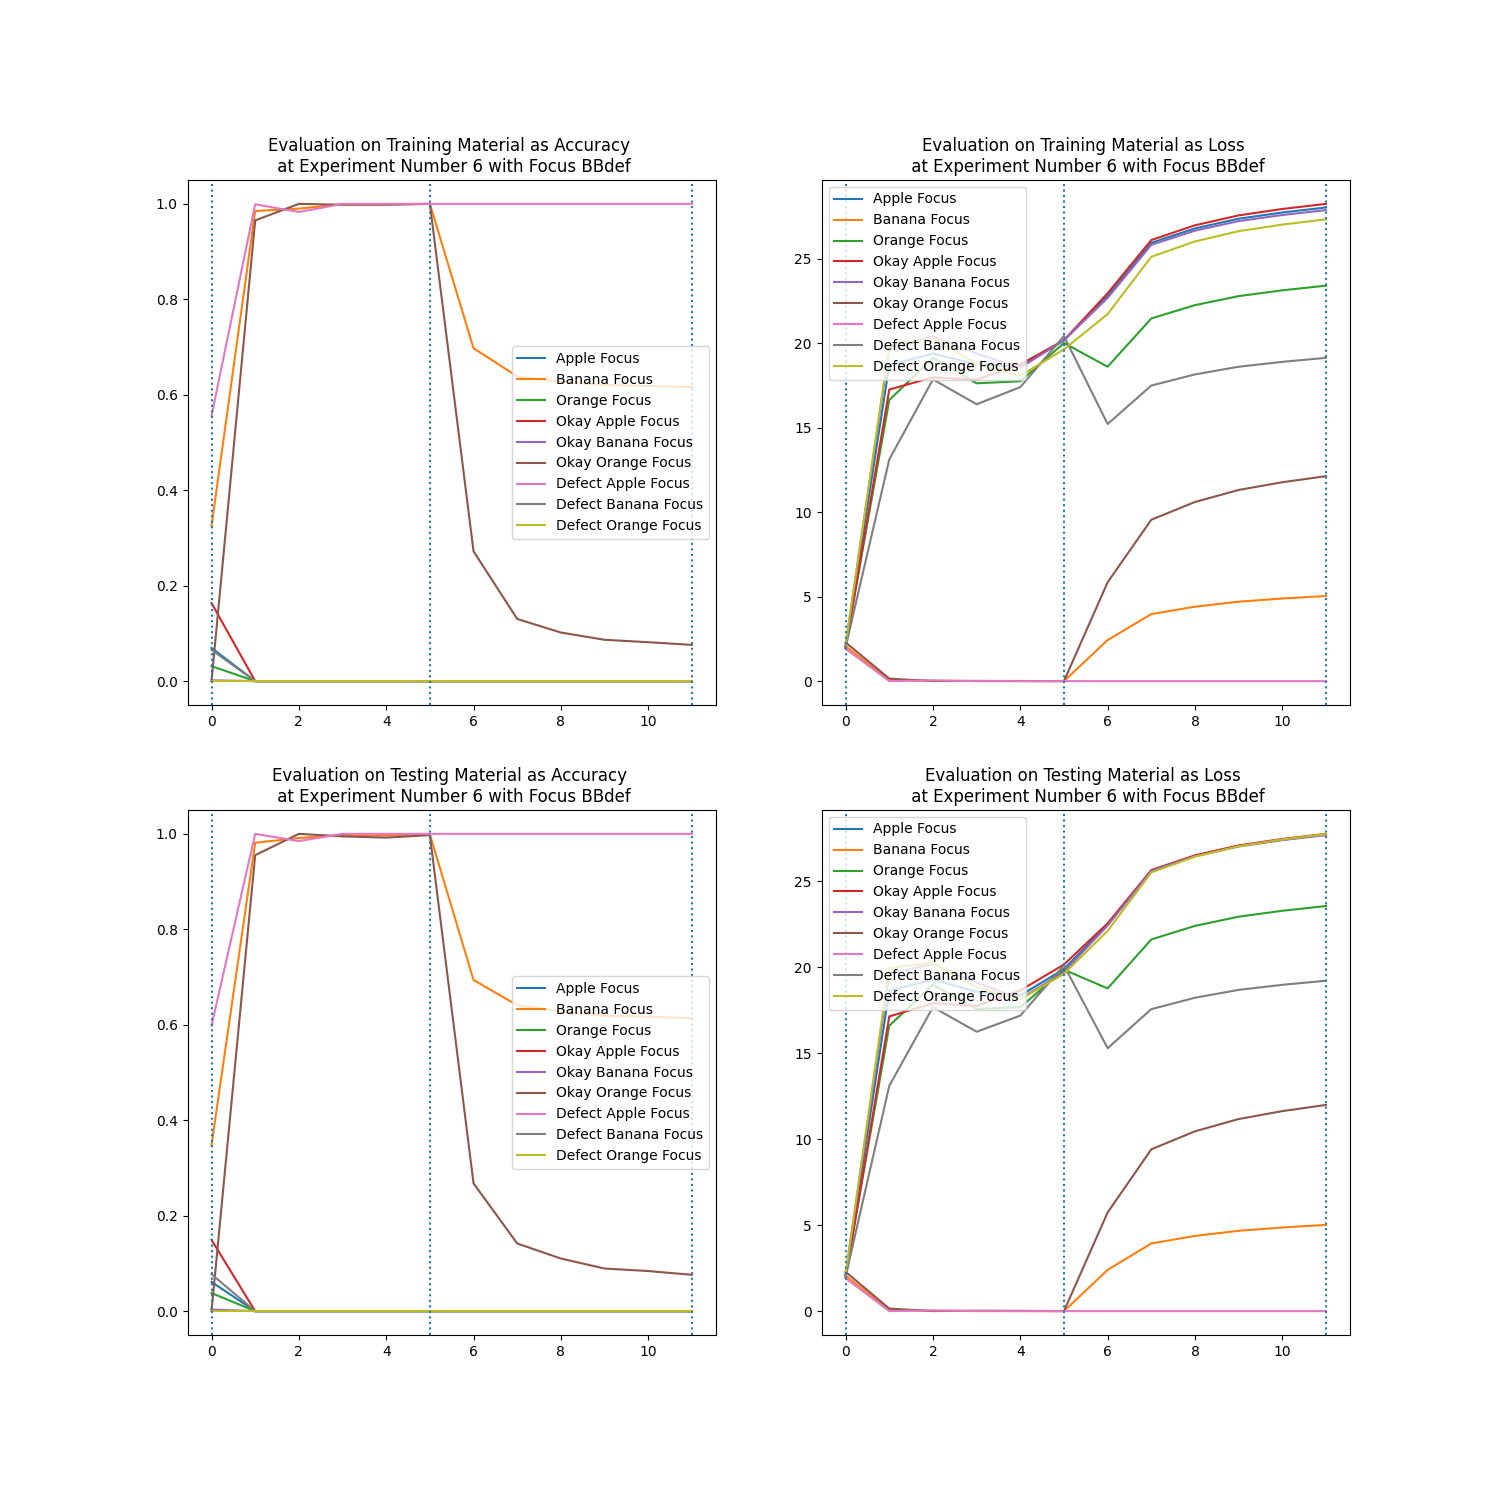 Evaluation on Training Material as Accuracy
at Experiment Number 6 with Focus BBdef
1.0
0.8
0.6
0.4
0.2
0.0
0 2 4 6 8 10
Apple Focus
Banana Focus
Orange Focus
Okay Apple Focus
Okay Banana Focus
Okay Orange Focus
Defect Apple Focus
Defect Banana Focus
Defect Orange Focus
Evaluation on Training Material as Loss
at Experiment Number 6 with Focus BBdef
25
20
15
10
5
0
0 2 4 6 8 10
Apple Focus
Banana Focus
Orange Focus
Okay Apple Focus
Okay Banana Focus
Okay Orange Focus
Defect Apple Focus
Defect Banana Focus
Defect Orange Focus
Evaluation on Testing Material as Accuracy
at Experiment Number 6 with Focus BBdef
1.0
0.8
0.6
0.4
0.2
0.0
0 2 4 6 8 10
Apple Focus
Banana Focus
Orange Focus
Okay Apple Focus
Okay Banana Focus
Okay Orange Focus
Defect Apple Focus
Defect Banana Focus
Defect Orange Focus
Evaluation on Testing Material as Loss
at Experiment Number 6 with Focus BBdef
25
20
15
10
5
0
0 2 4 6 8 10
Apple Focus
Banana Focus
Orange Focus
Okay Apple Focus
Okay Banana Focus
Okay Orange Focus
Defect Apple Focus
Defect Banana Focus
Defect Orange Focus